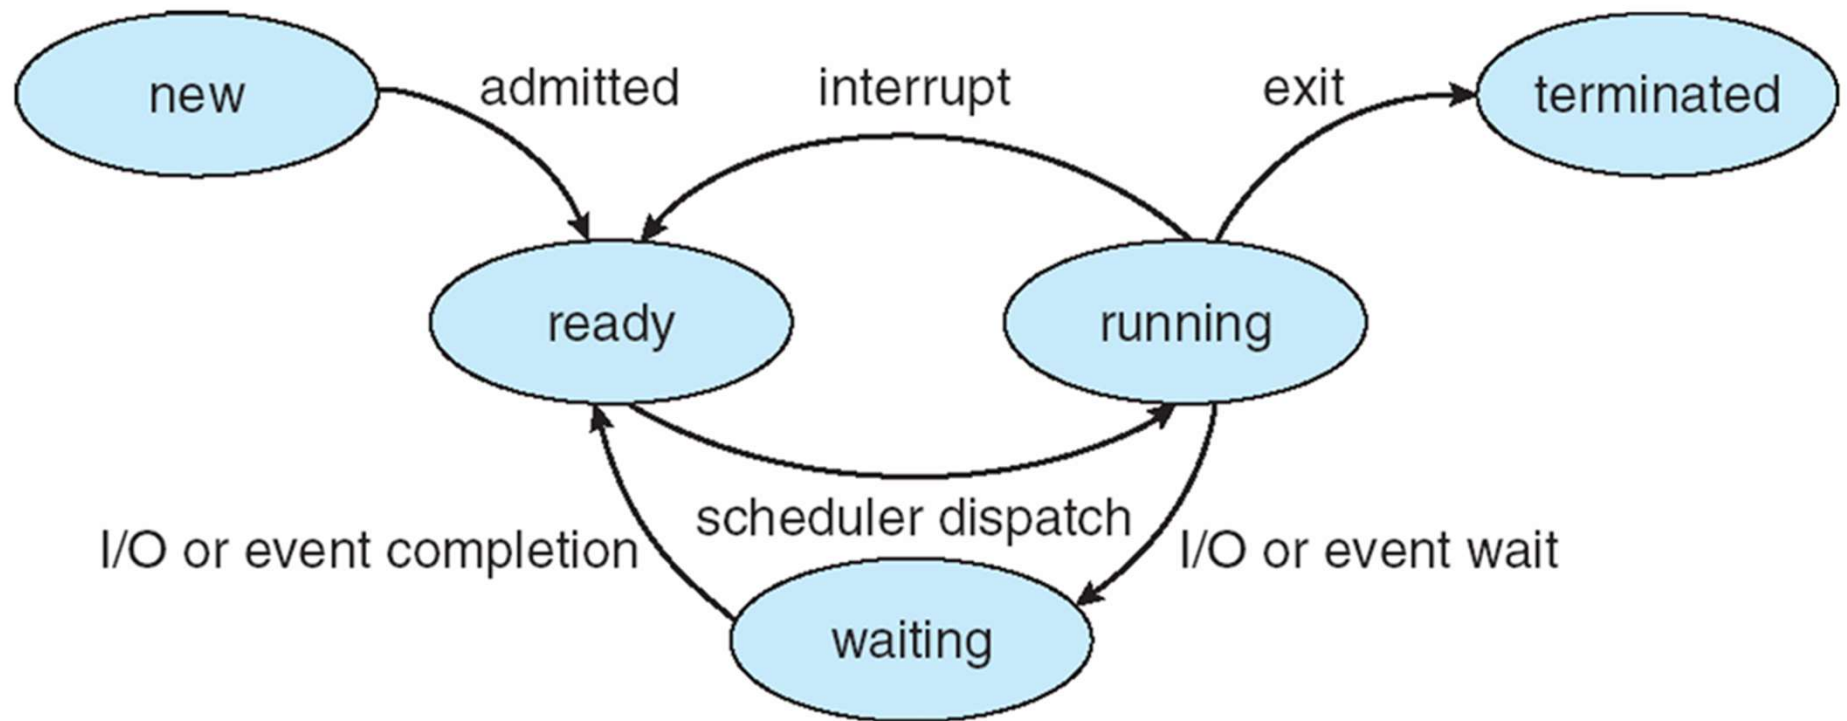 new
admitted
interrupt
exit
terminated
ready
running
scheduler dispatch
I/O or event completion
I/O or event wait
waiting